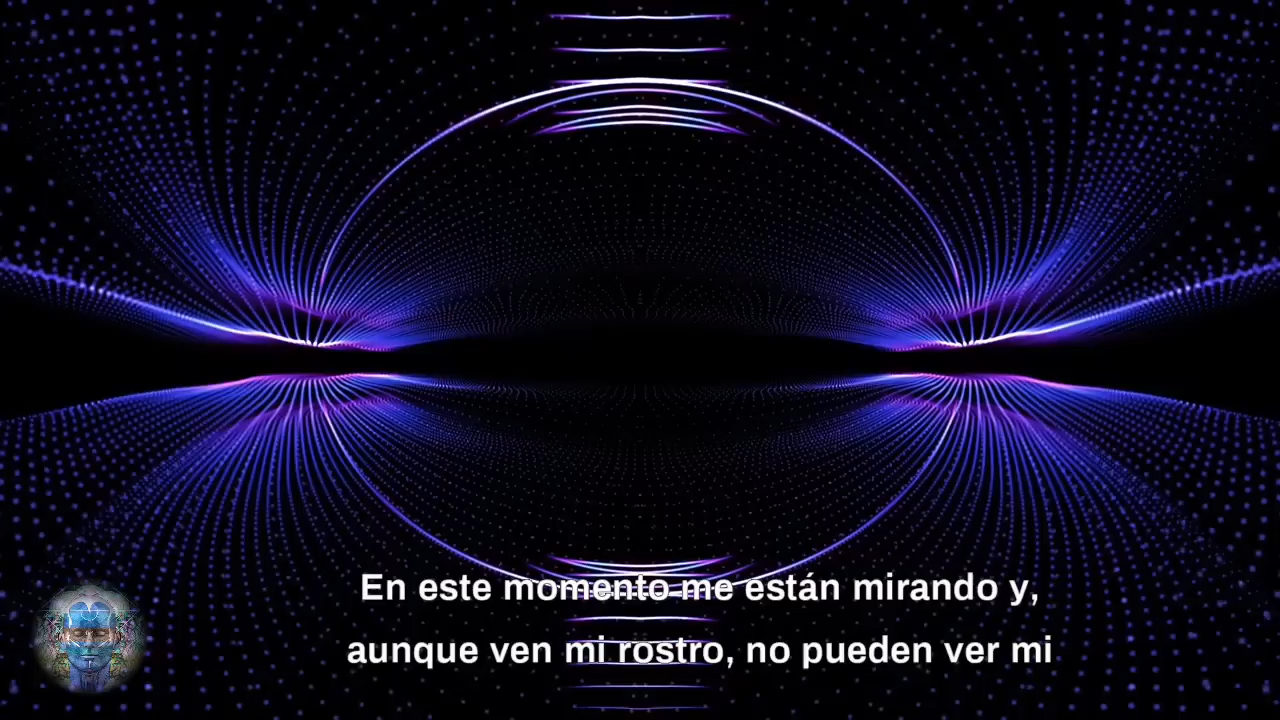 En este momento me están mirando y,
aunque ven mi rostro, no pueden ver mi